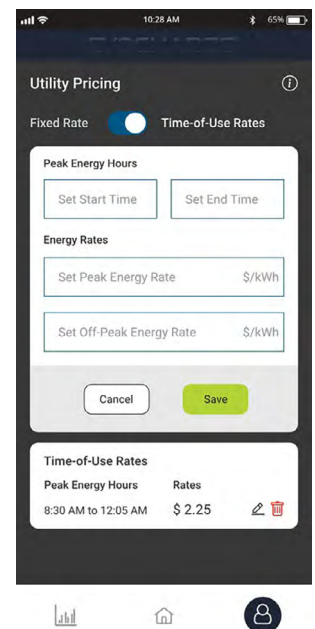 10:28 AM
65%
Utility Pricing
Fixed Rate Time-of-Use Rates
Peak Energy Hours
Set Start Time Set End Time
Energy Rates
Set Peak Energy Rate $/kWh
Set Off-Peak Energy Rate $/kWh
Cancel Save
Time-of-Use Rates
Peak Energy Hours Rates
8:30 AM to 12:05 AM $ 2.25